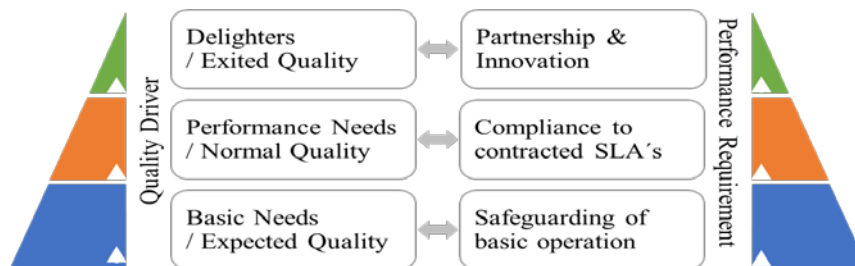 Delighters
/ Exited Quality
Partnership &
Innovation
Performance Needs
/ Normal Quality
Compliance to
contracted SLA´s
Basic Needs
/ Expected Quality
Safeguarding of
basic operation
Quality Driver
Performance Requirement